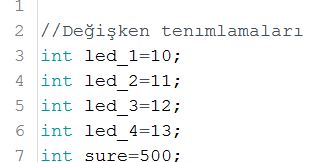 1
2 //Değişken tenımlamaları
3 int led_1=10;
4 int led_2=11;
5 int led_3=12;
6 int led_4=13;
7 int sure=500;